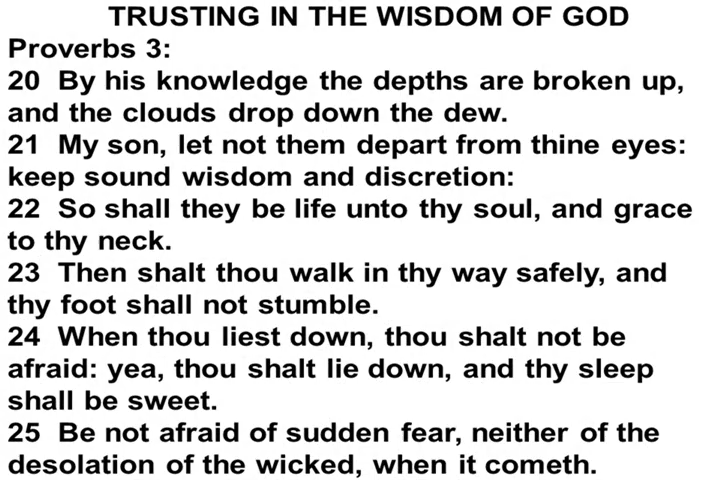 TRUSTING IN THE WISDOM OF GOD
Proverbs 3:
20 By his knowledge the depths are broken up,
and the clouds drop down the dew.
21 My son, let not them depart from thine eyes:
keep sound wisdom and discretion:
22 So shall they be life unto thy soul, and grace
to thy neck.
23 Then shalt thou walk in thy way safely, and
thy foot shall not stumble.
24 When thou liest down, thou shalt not be
afraid: yea, thou shalt lie down, and thy sleep
shall be sweet.
25 Be not afraid of sudden fear, neither of the
desolation of the wicked, when it cometh.